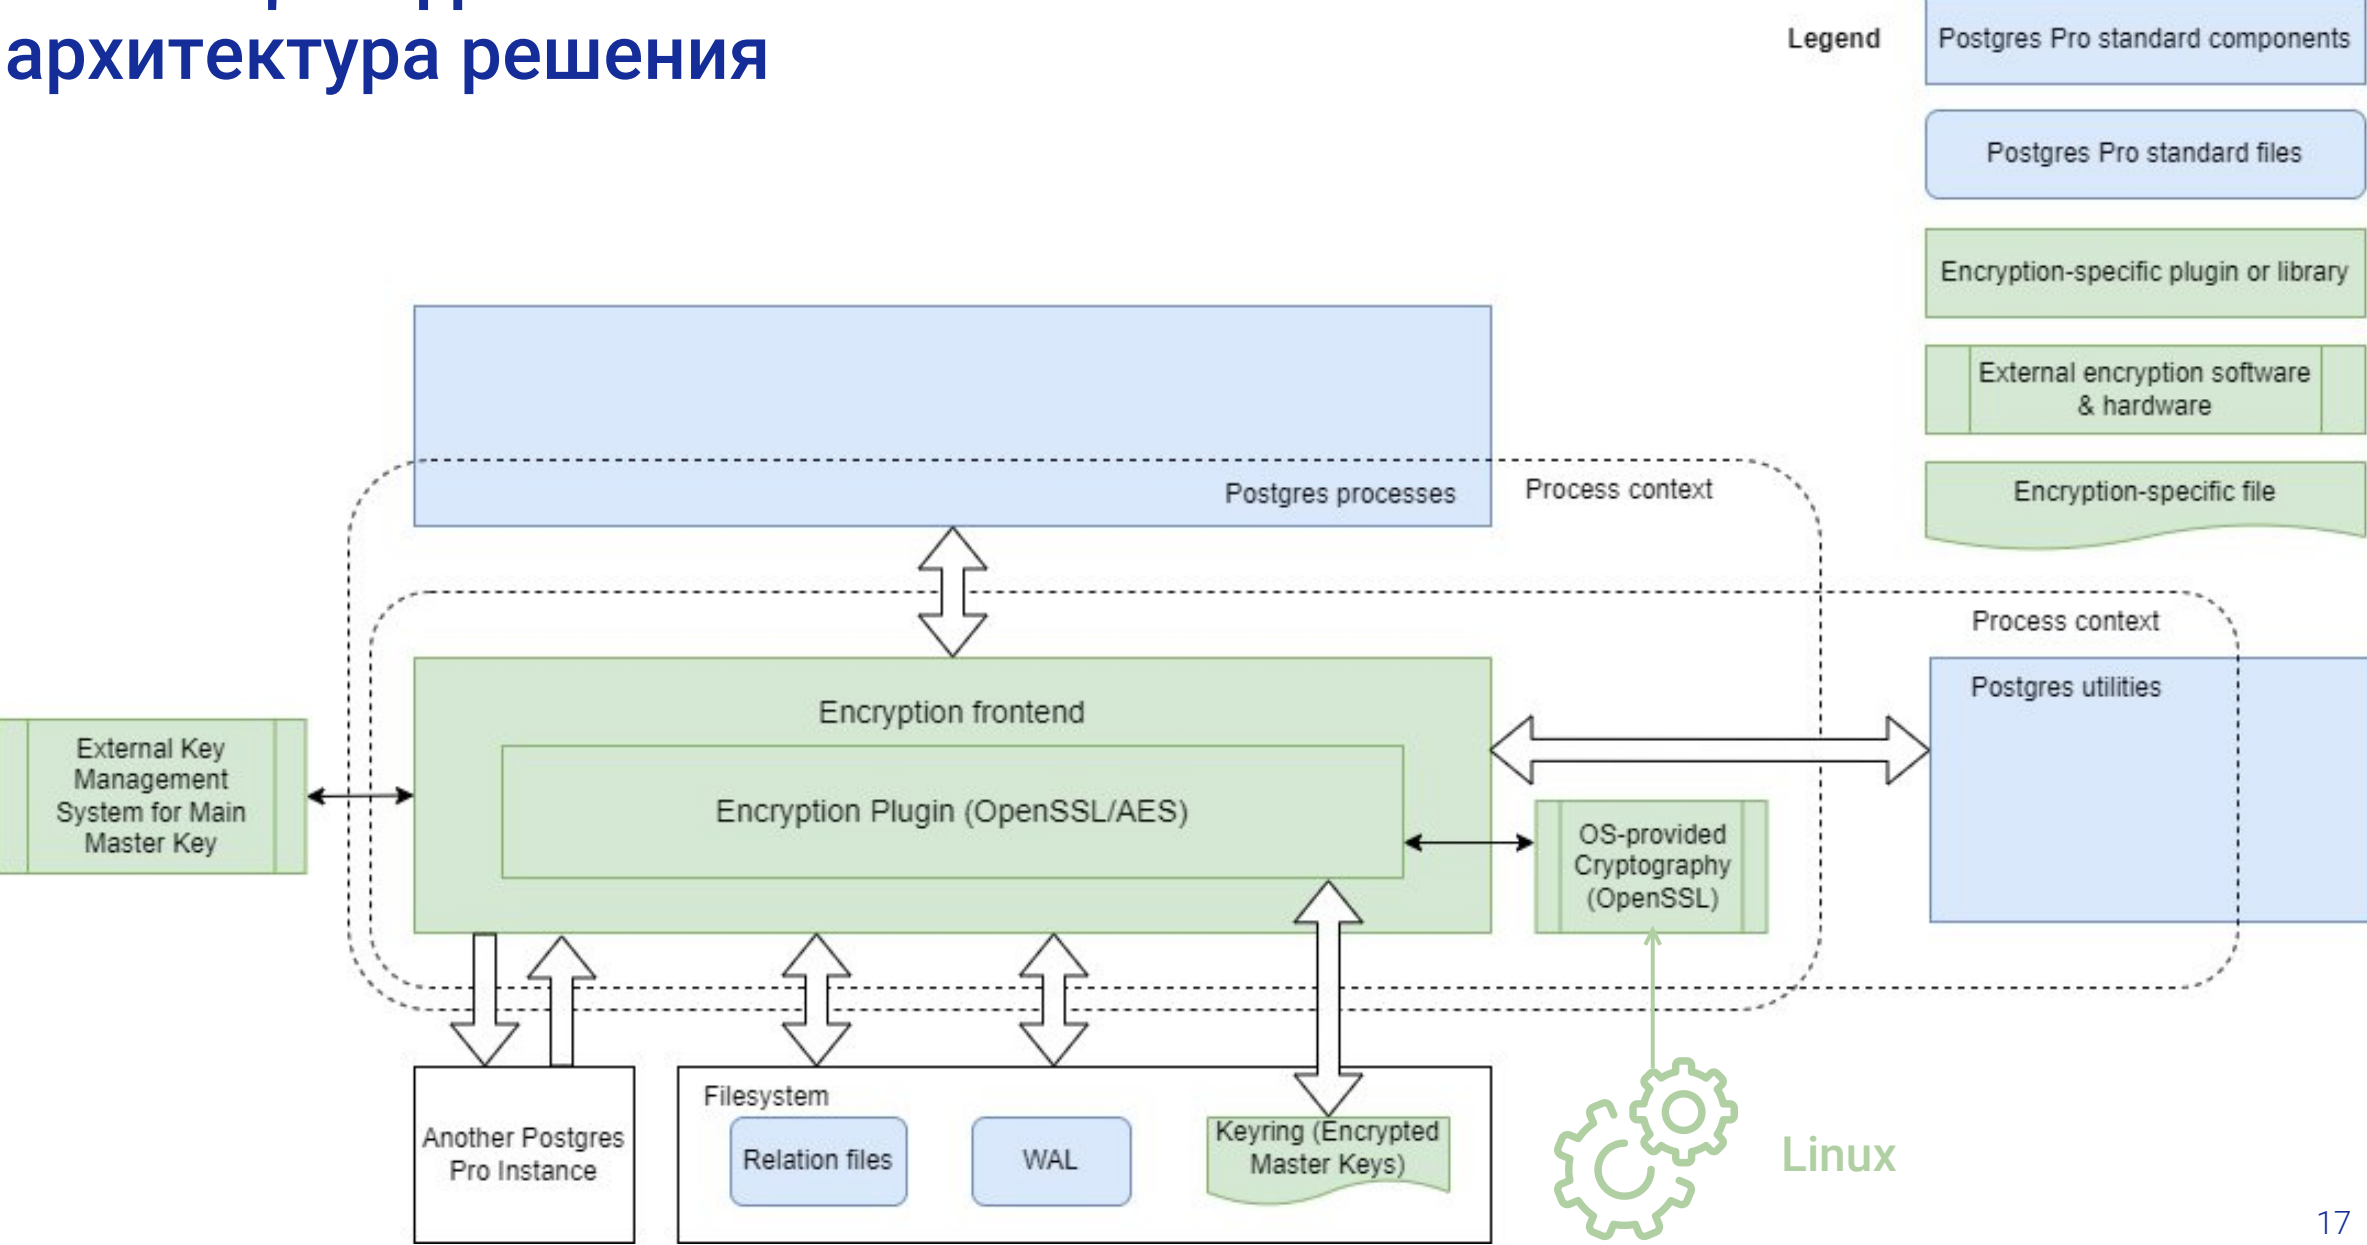 архитектура решения
Legend
Postgres Pro standard components
Postgres Pro standard files
Encryption-specific plugin or library
External encryption software
& hardware
Encryption-specific file
Postgres processes
Process context
Process context
Postgres utilities
Encryption frontend
Encryption Plugin (OpenSSL/AES)
External Key
Management
System for Main
Master Key
OS-provided
Cryptography
(OpenSSL)
Another Postgres
Pro Instance
Filesystem
Relation files
WAL
Keyring (Encrypted
Master Keys)
Linux
17